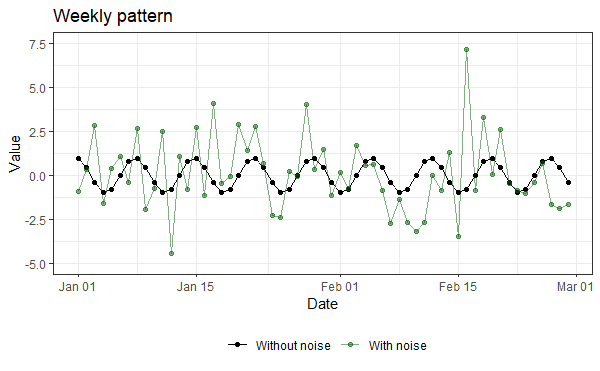 Weekly pattern
7.5
5.0
2.5
0.0
-2.5
-5.0
Value
Jan 01 Jan 15 Feb 01 Feb 15 Mar 01
Date
Without noise With noise